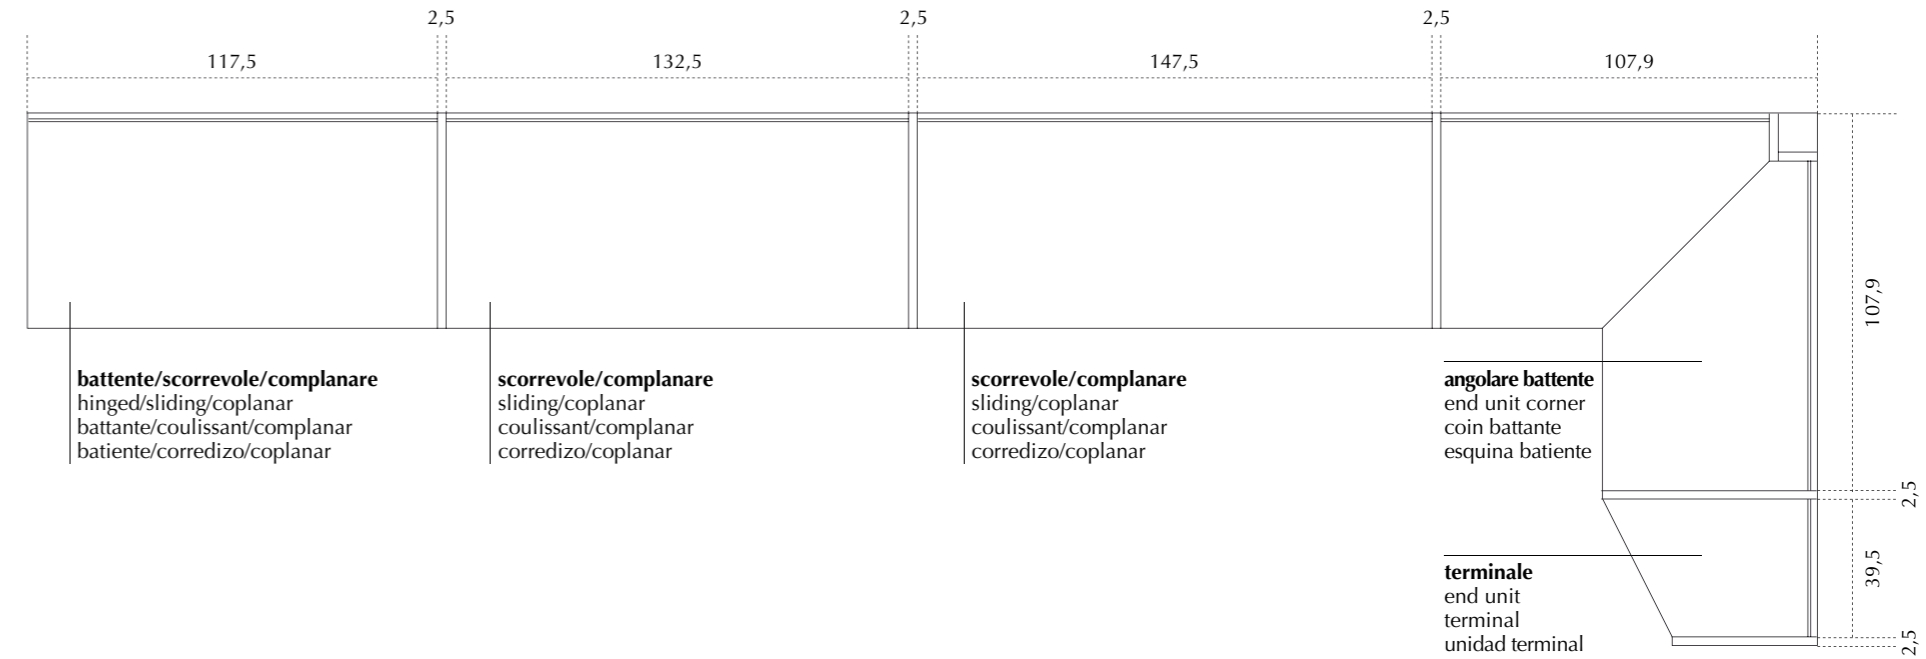 2,5
2,5
2,5
117,5
132,5
147,5
107,9
107,9
battente/scorrevole/complanare
hinged/sliding/coplanar
battante/coulissant/complanar
batiente/corredizo/coplanar
scorrevole/complanare
sliding/coplanar
coulissant/complanar
corredizo/coplanar
scorrevole/complanare
sliding/coplanar
coulissant/complanar
corredizo/coplanar
angolare battente
end unit corner
coin battante
esquina batiente
2,5
39,5
terminale
end unit
terminal
unidad terminal
2,5